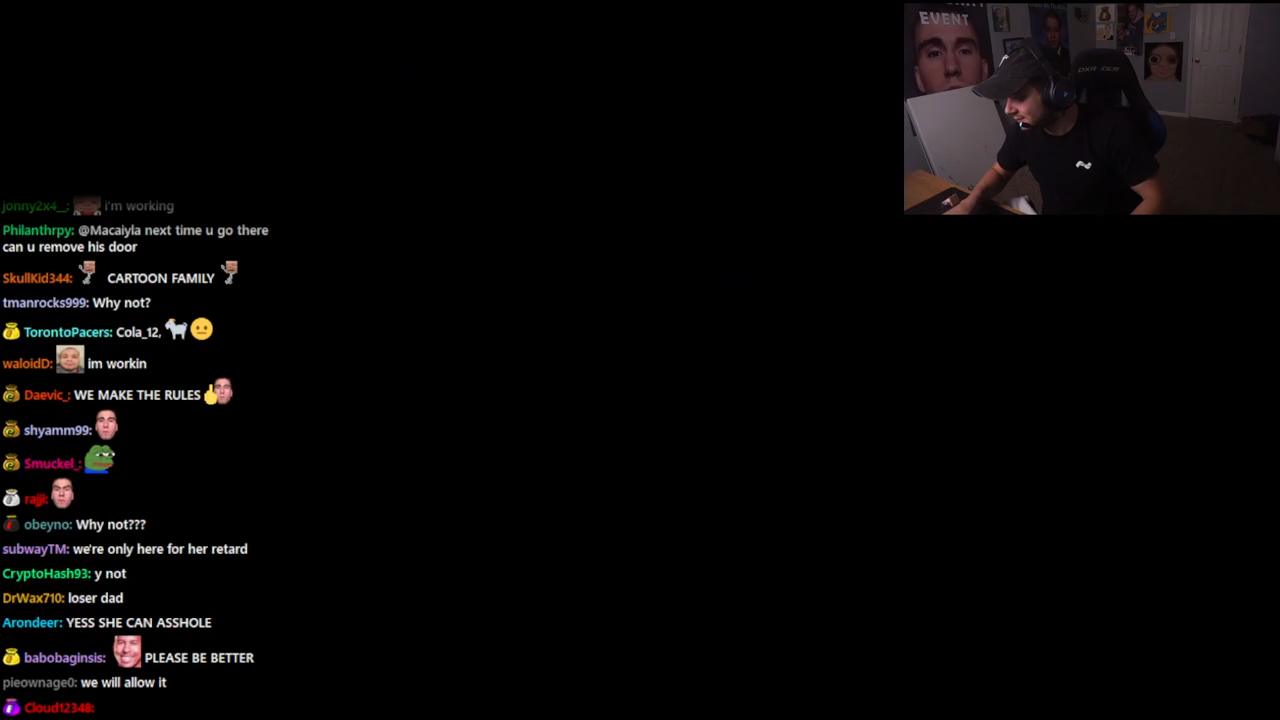 EVENT
DXRACER
jonny2x4__: i'm working
Philanthrpy: @Macaiyla next time u go there
can u remove his door
SkullKid344: CARTOON FAMILY
tmanrocks999: Why not?
TorontoPacers: Cola_12,
waloidD: im workin
Daevic_: WE MAKE THE RULES
shyamm99:
Smuckel_:
rajji:
obeyno: Why not???
subwayTM: we're only here for her retard
CryptoHash93: y not
DrWax710: loser dad
Arondeer: YESS SHE CAN ASSHOLE
babobaginsis: PLEASE BE BETTER
pieownage0: we will allow it
Cloud12348: